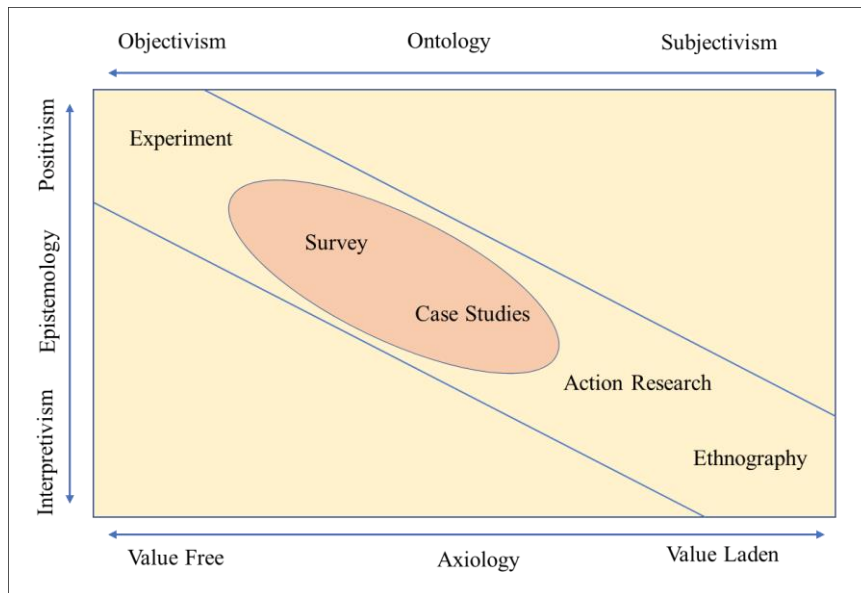 Objectivism Ontology Subjectivism
Positivism
Epistemology
Interpretivism
Experiment
Survey
Case Studies
Action Research
Ethnography
Value Free Axiology Value Laden